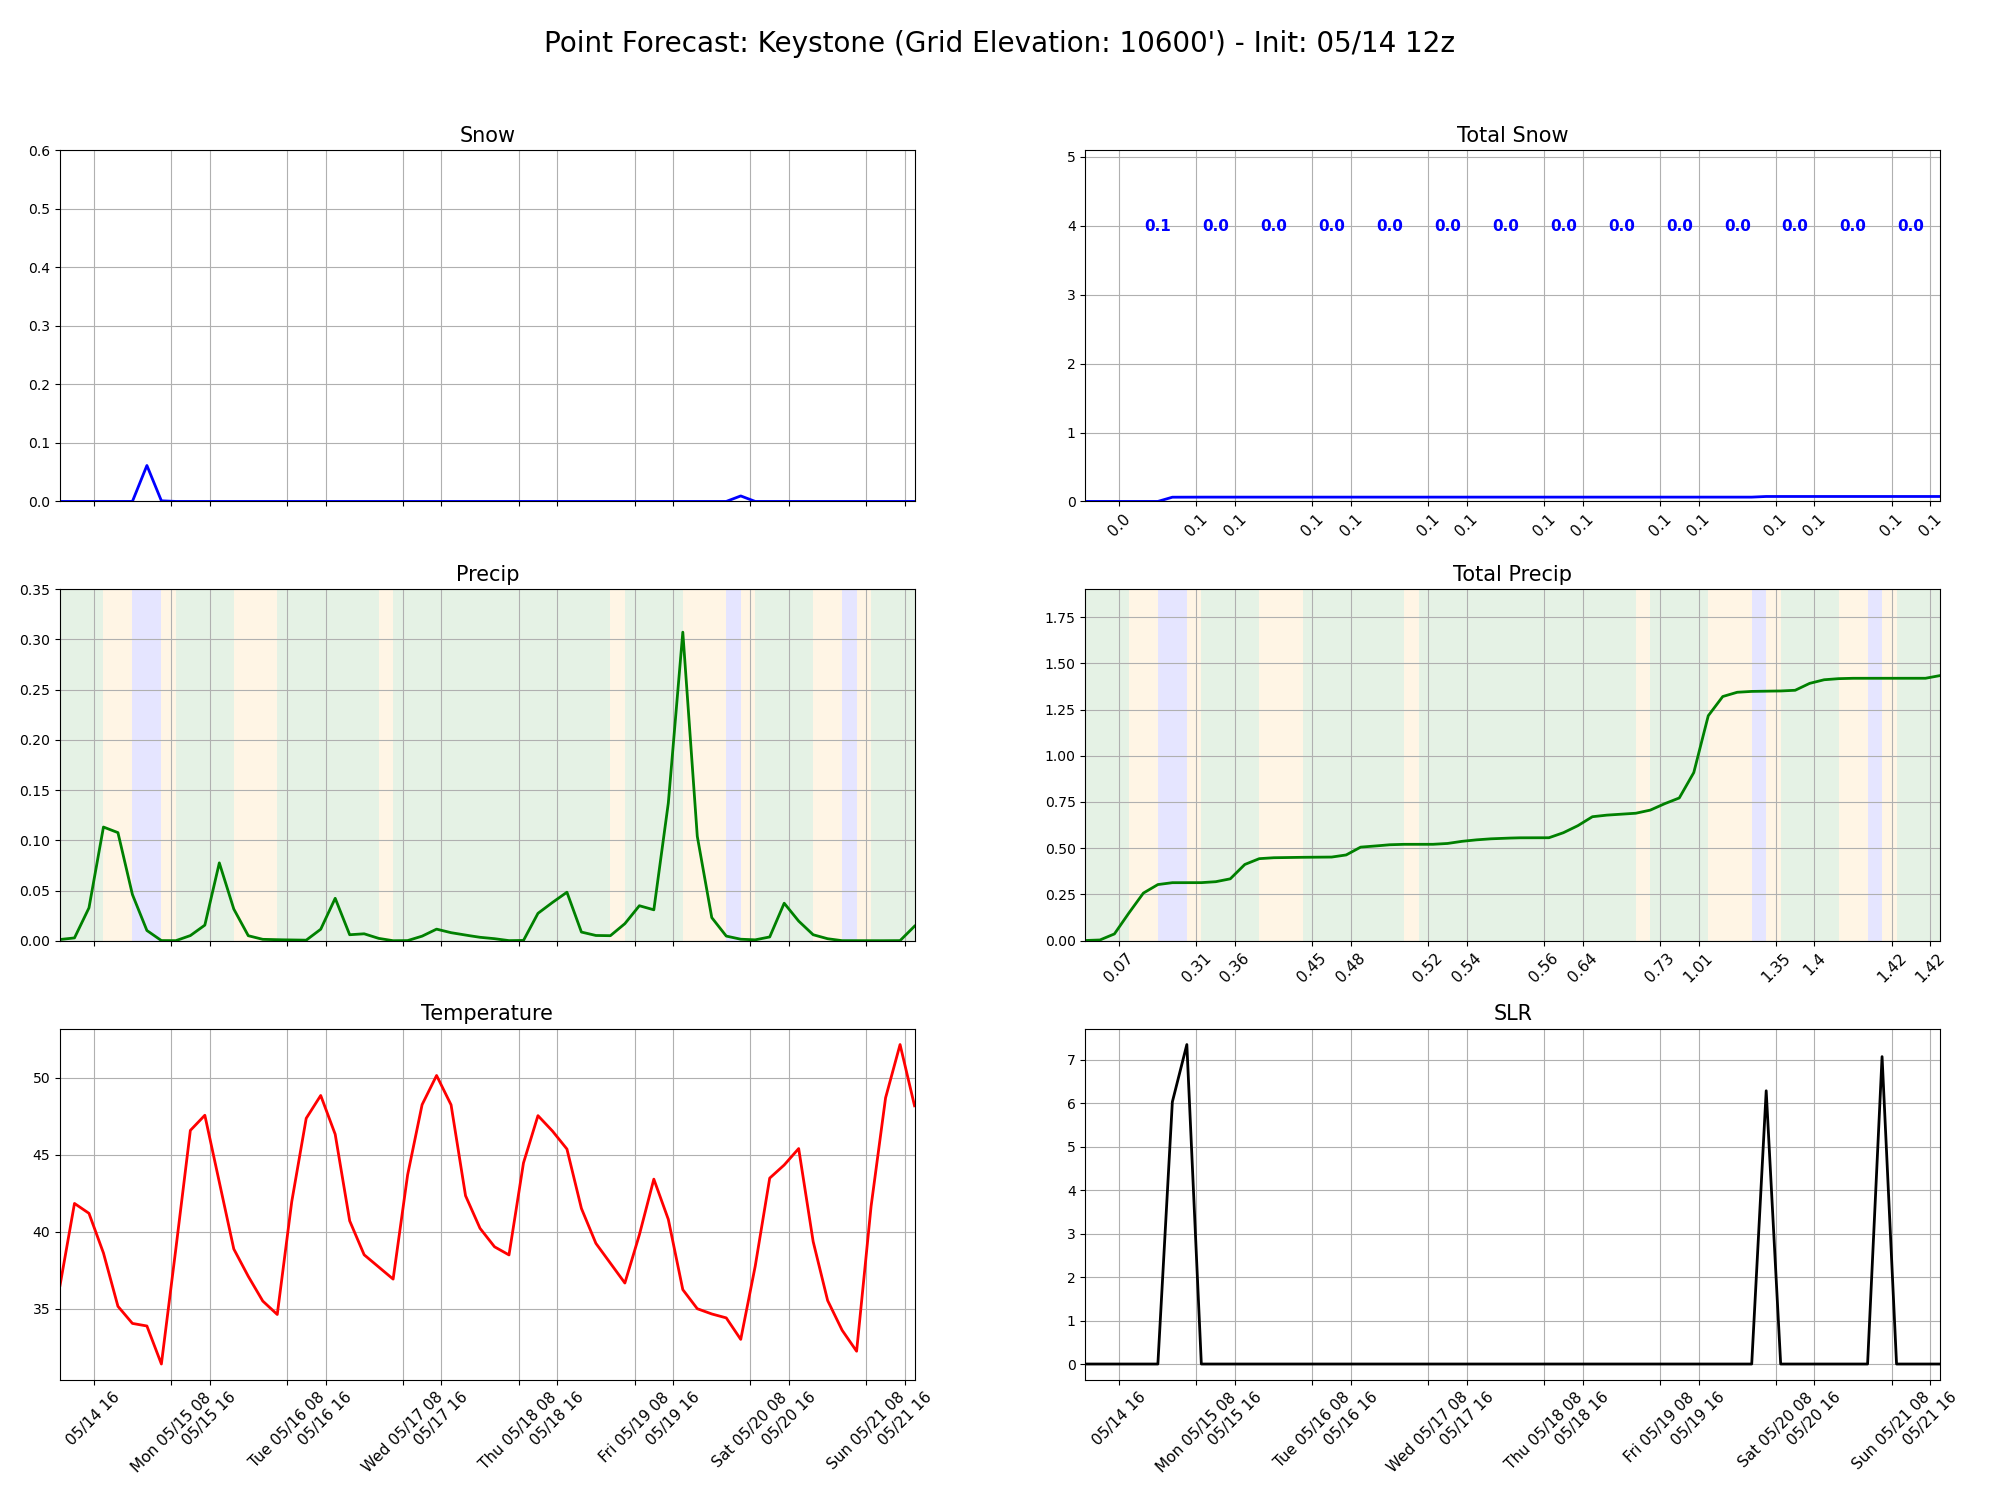 Point Forecast: Keystone (Grid Elevation: 10600') - Init: 05/14 12z
Snow
0.6
0.5
0.4
0.3
0.2
0.1
0.0
Total Snow
5
4
3
2
1
0
0.1 0.0 0.0 0.0 0.0 0.0 0.0 0.0 0.0 0.0 0.0 0.0 0.0 0.0
0.0 0.1 0.1 0.1 0.1 0.1 0.1 0.1 0.1 0.1 0.1 0.1 0.1 0.1 0.1
Precip
0.35
0.30
0.25
0.20
0.15
0.10
0.05
0.00
Total Precip
1.75
1.50
1.25
1.00
0.75
0.50
0.25
0.00
0.07 0.31 0.36 0.45 0.48 0.52 0.54 0.56 0.64 0.73 1.01 1.35 1.4 1.42 1.42
Temperature
50
45
40
35
05/14 16
Mon 05/15 08
05/15 16
Tue 05/16 08
05/16 16
Wed 05/17 08
05/17 16
Thu 05/18 08
05/18 16
Fri 05/19 08
05/19 16
Sat 05/20 08
05/20 16
Sun 05/21 08
05/21 16
SLR
7
6
5
4
3
2
1
0
05/14 16
Mon 05/15 08
05/15 16
Tue 05/16 08
05/16 16
Wed 05/17 08
05/17 16
Thu 05/18 08
05/18 16
Fri 05/19 08
05/19 16
Sat 05/20 08
05/20 16
Sun 05/21 08
05/21 16